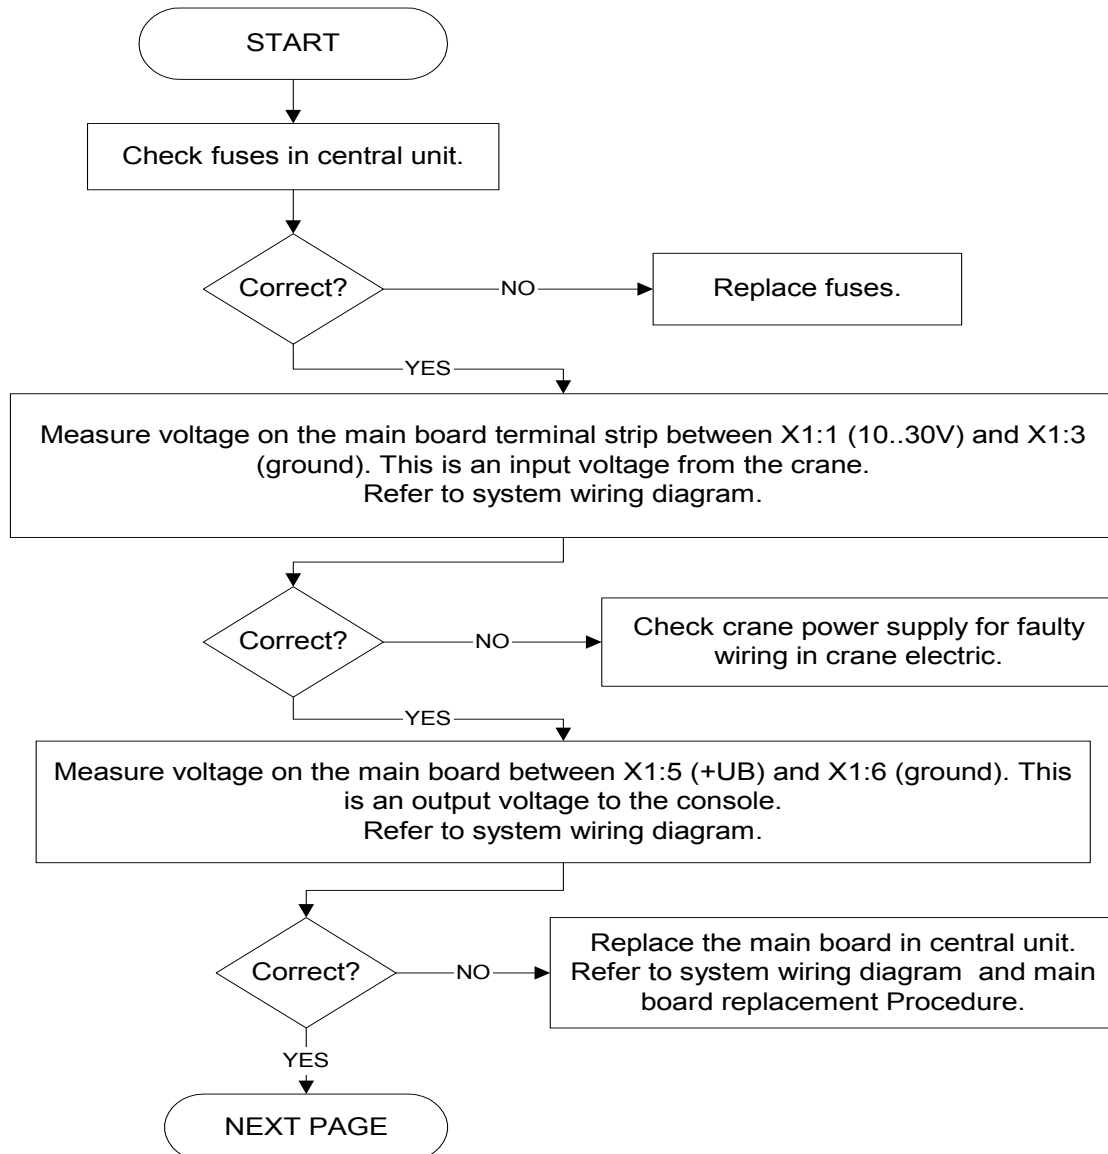 START
Check fuses in central unit.
Correct?
NO
Replace fuses.
YES
Measure voltage on the main board terminal strip between X1:1 (10..30V) and X1:3
(ground). This is an input voltage from the crane.
Refer to system wiring diagram.
Correct?
NO
Check crane power supply for faulty
wiring in crane electric.
YES
Measure voltage on the main board between X1:5 (+UB) and X1:6 (ground). This
is an output voltage to the console.
Refer to system wiring diagram.
Correct?
NO
Replace the main board in central unit.
Refer to system wiring diagram  and main
board replacement Procedure.
YES
NEXT PAGE